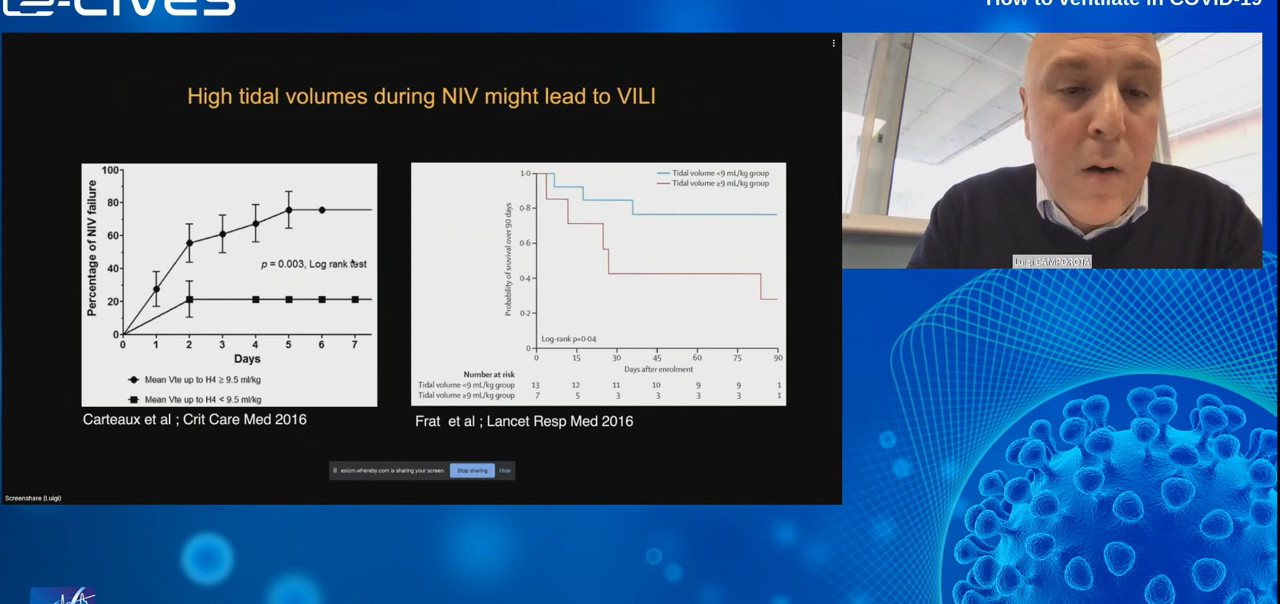 e-LIVES
How to ventilate in COVID-19
High tidal volumes during NIV might lead to VILI
Percentage of NIV failure
100
80
60
40
20
0
p = 0.003, Log rank test
0 1 2 3 4 5 6 7
Days
Mean Vte up to H4 ≥ 9.5 ml/kg
Mean Vte up to H4 < 9.5 ml/kg
Carteaux et al ; Crit Care Med 2016
Probability of sruvival over 90 days
1·0
0·8
0·6
0·4
0·2
0
Tidal volume <9 mL/kg group
Tidal volume ≥9 mL/kg group
Log-rank p=0·04
0 15 30 45 60 75 90
Days after enrolment
Number at risk
Tidal volume <9 mL/kg group 13 12 11 10 9 9 1
Tidal volume ≥9 mL/kg group 7 5 3 3 3 3 1
Frat et al ; Lancet Resp Med 2016
esicm.whereby.com is sharing your screen. Stop sharing Hide
Screenshare (Luigi)
Luigi CAMPOROTA